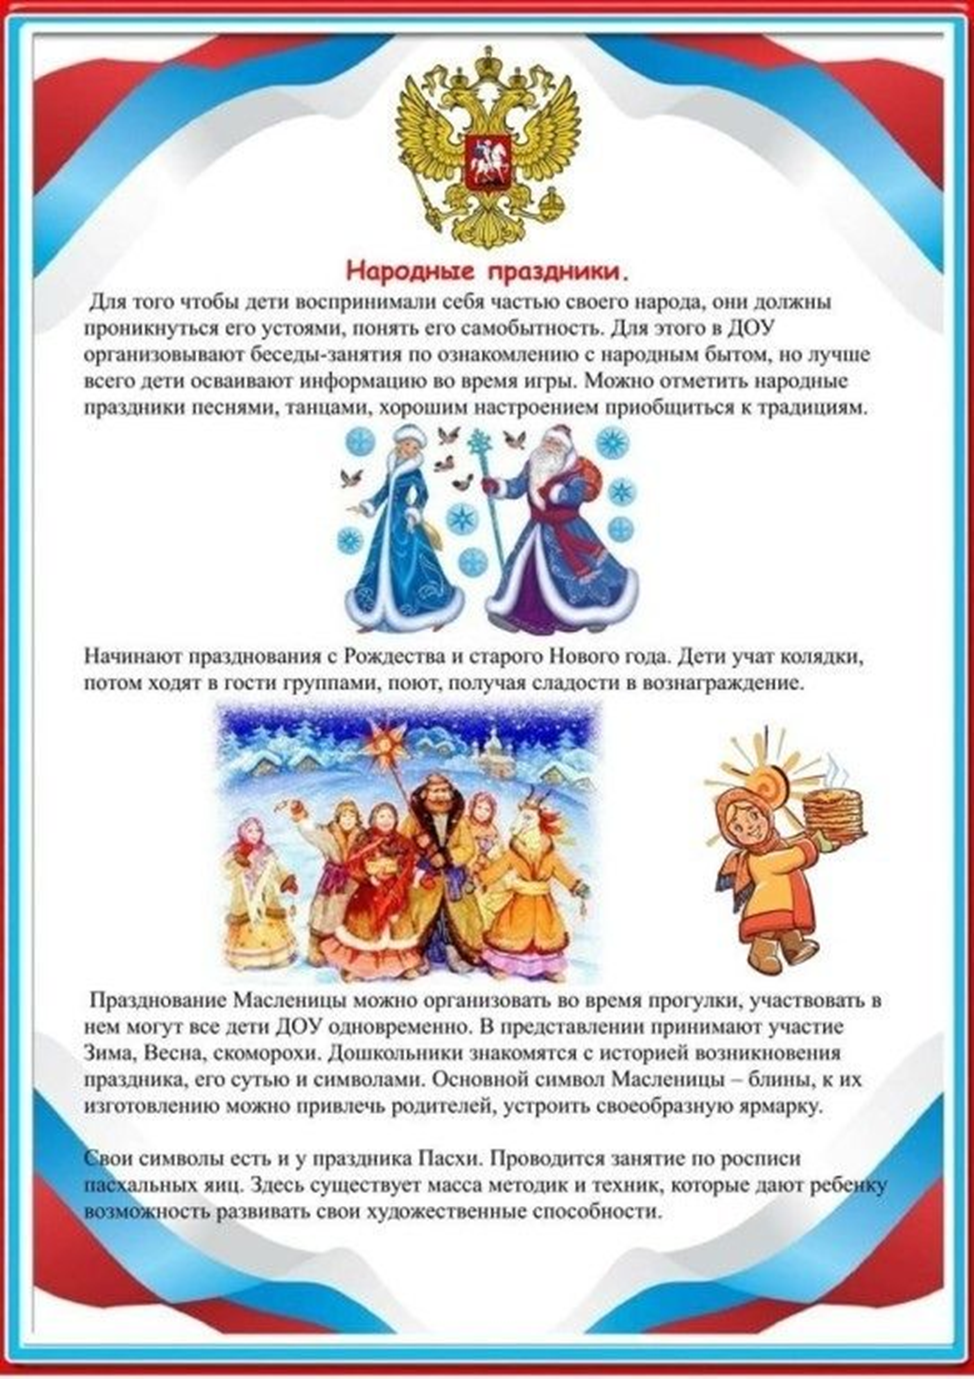 Народные праздники.
Для того чтобы дети воспринимали себя частью своего народа, они должны
проникнуться его устоями, понять его самобытность. Для этого в ДОУ
организовывают беседы-занятия по ознакомлению с народным бытом, но лучше
всего дети осваивают информацию во время игры. Можно отметить народные
праздники песнями, танцами, хорошим настроением приобщиться к традициям.
Начинают празднования с Рождества и старого Нового года. Дети учат колядки,
потом ходят в гости группами, поют, получая сладости в вознаграждение.
Празднование Масленицы можно организовать во время прогулки, участвовать в
нем могут все дети ДОУ одновременно. В представлении принимают участие
Зима, Весна, скоморохи. Дошкольники знакомятся с историей возникновения
праздника, его сутью и символами. Основной символ Масленицы – блины, к их
изготовлению можно привлечь родителей, устроить своеобразную ярмарку.
Свои символы есть и у праздника Пасхи. Проводится занятие по росписи
пасхальных яиц. Здесь существует масса методик и техник, которые дают ребенку
возможность развивать свои художественные способности.